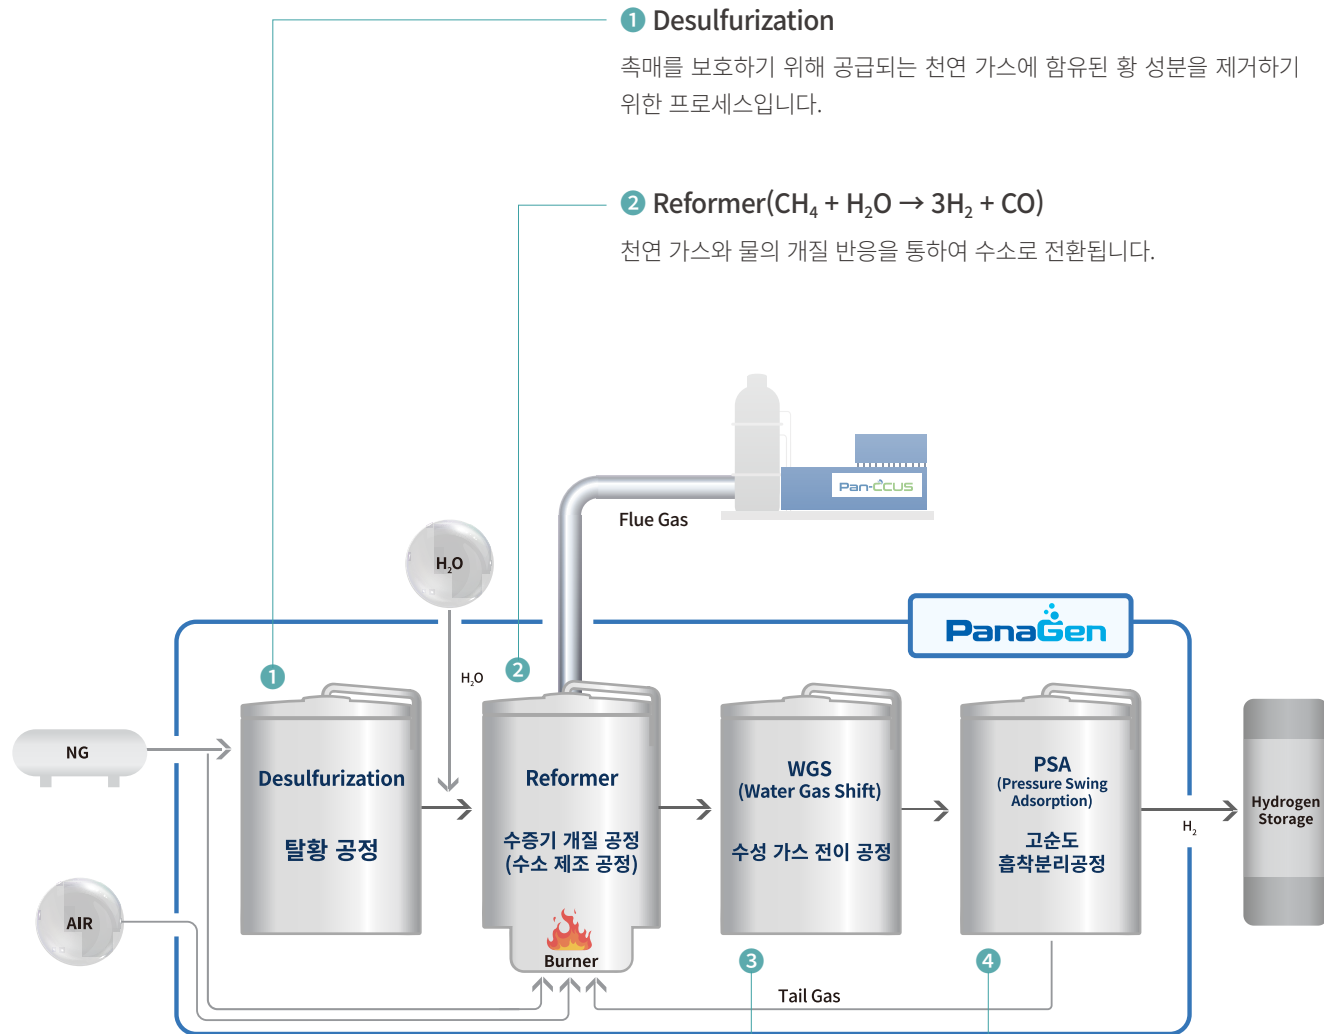 1 Desulfurization
촉매를 보호하기 위해 공급되는 천연 가스에 함유된 황 성분을 제거하기
위한 프로세스입니다.
2 Reformer(CH₄ + H₂O → 3H₂ + CO)
천연 가스와 물의 개질 반응을 통하여 수소로 전환됩니다.
Pan-CCUS
Flue Gas
H₂O
PanaGen
1
2
H₂O
NG
Desulfurization
탈황 공정
Reformer
수증기 개질 공정
(수소 제조 공정)
WGS
(Water Gas Shift)
수성 가스 전이 공정
PSA
(Pressure Swing
Adsorption)
고순도
흡착분리공정
H₂
Hydrogen
Storage
AIR
Burner
3
4
Tail Gas